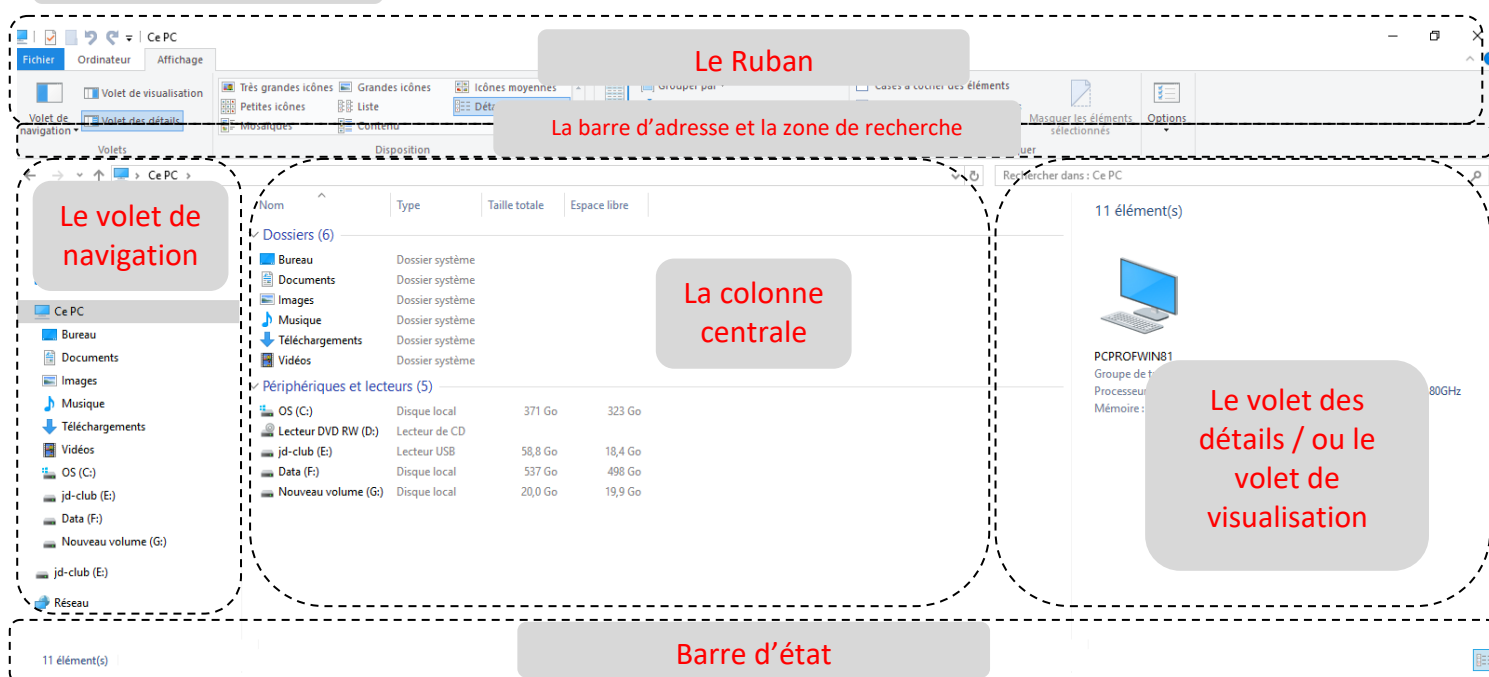 Ce PC
Le Ruban
Fichier Ordinateur Affichage
Volet de visualisation
Très grandes icônes Grandes icônes Icônes moyennes
Grouper par
Cases à cocher des éléments
Volet de navigation
Volet des détails
Petites icônes Liste
Mosaïques Contenu
La barre d'adresse et la zone de recherche
Masquer les éléments sélectionnés
Options
Volets
Disposition
Ce PC
Rechercher dans : Ce PC
Le volet de
navigation
Nom Type Taille totale Espace libre
11 élément(s)
Dossiers (6)
Bureau Dossier système
Documents Dossier système
Images Dossier système
Musique Dossier système
Téléchargements Dossier système
Vidéos Dossier système
La colonne
centrale
Périphériques et lecteurs (5)
OS (C:) Disque local 371 Go 323 Go
Lecteur DVD RW (D:) Lecteur de CD
jd-club (E:) Lecteur USB 58,8 Go 18,4 Go
Data (F:) Disque local 537 Go 498 Go
Nouveau volume (G:) Disque local 20,0 Go 19,9 Go
Ce PC
Bureau
Documents
Images
Musique
Téléchargements
Vidéos
OS (C:)
jd-club (E:)
Data (F:)
Nouveau volume (G:)
jd-club (E:)
Réseau
PCPROFWIN81
Groupe de
Processeur 80GHz
Mémoire :
Le volet des
détails / ou le
volet de
visualisation
Barre d'état
11 élément(s)